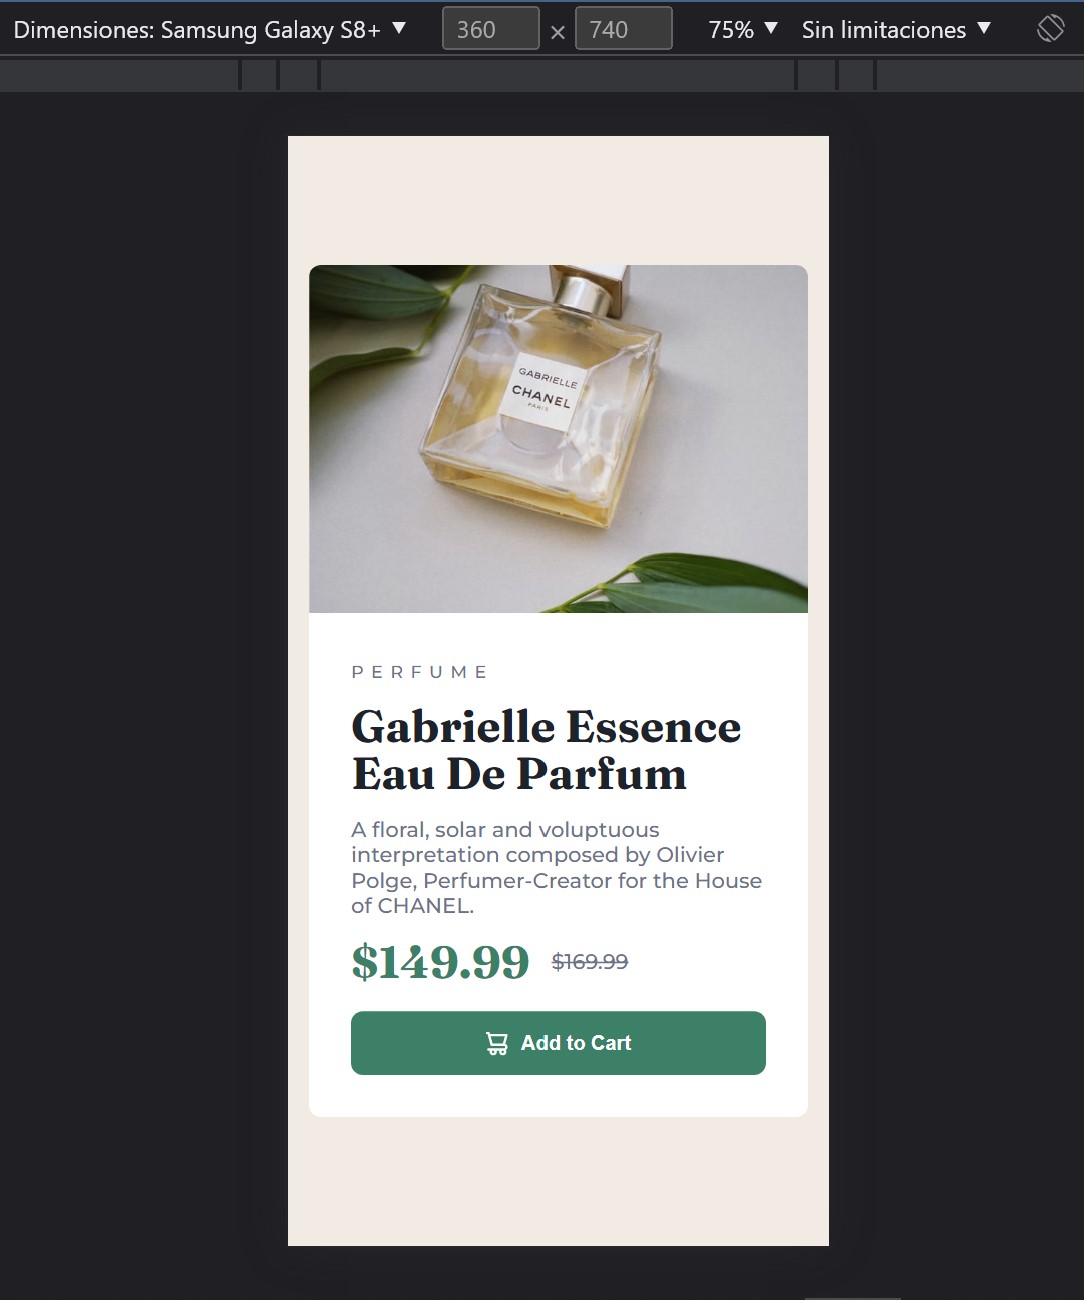 Dimensiones: Samsung Galaxy S8+ ▼ 360 × 740 75% ▼ Sin limitaciones ▼
GABRIELLE
CHANEL
PARIS
PERFUME
Gabrielle Essence
Eau De Parfum
A floral, solar and voluptuous
interpretation composed by Olivier
Polge, Perfumer-Creator for the House
of CHANEL.
$149.99 $169.99
Add to Cart